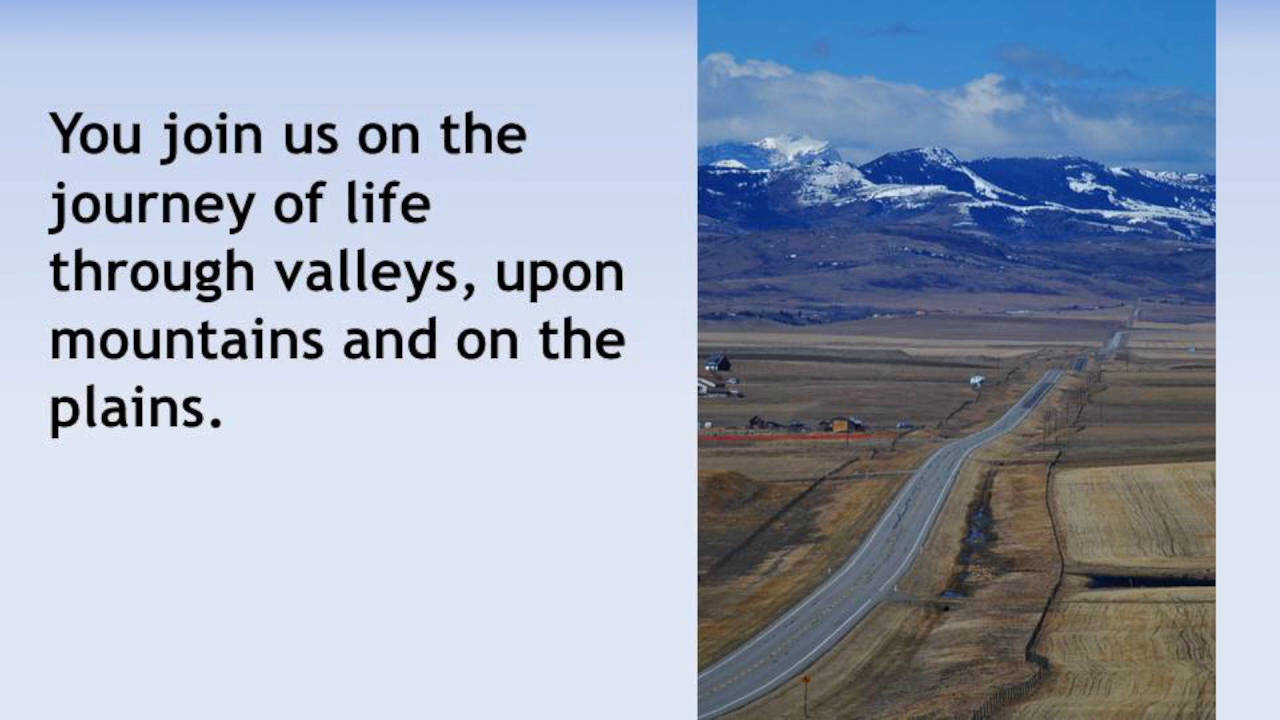 You join us on the
journey of life
through valleys, upon
mountains and on the
plains.